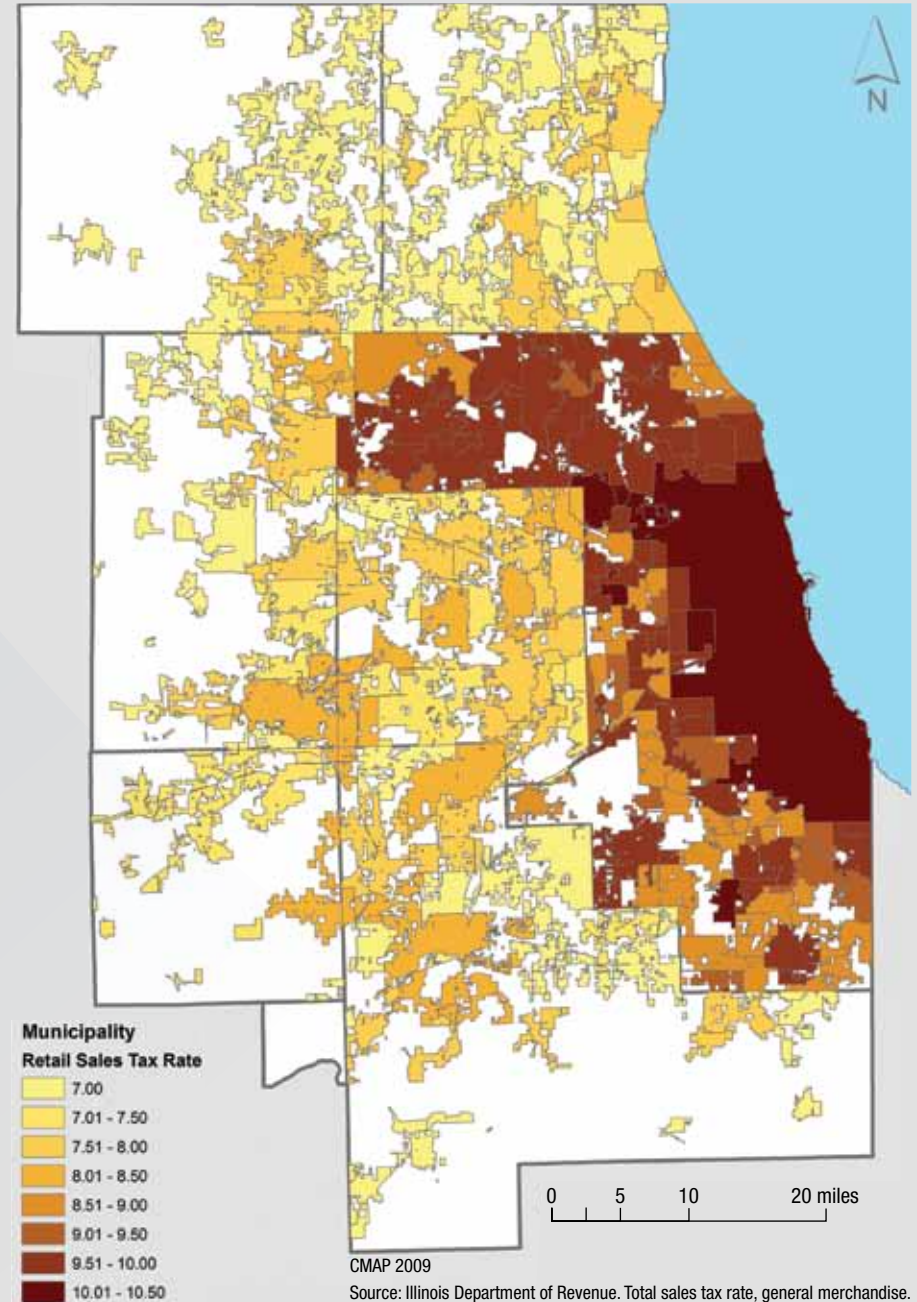 N
Municipality
Retail Sales Tax Rate
7.00
7.01 - 7.50
7.51 - 8.00
8.01 - 8.50
8.51 - 9.00
9.01 - 9.50
9.51 - 10.00
10.01 - 10.50
0 5 10 20 miles
CMAP 2009
Source: Illinois Department of Revenue. Total sales tax rate, general merchandise.